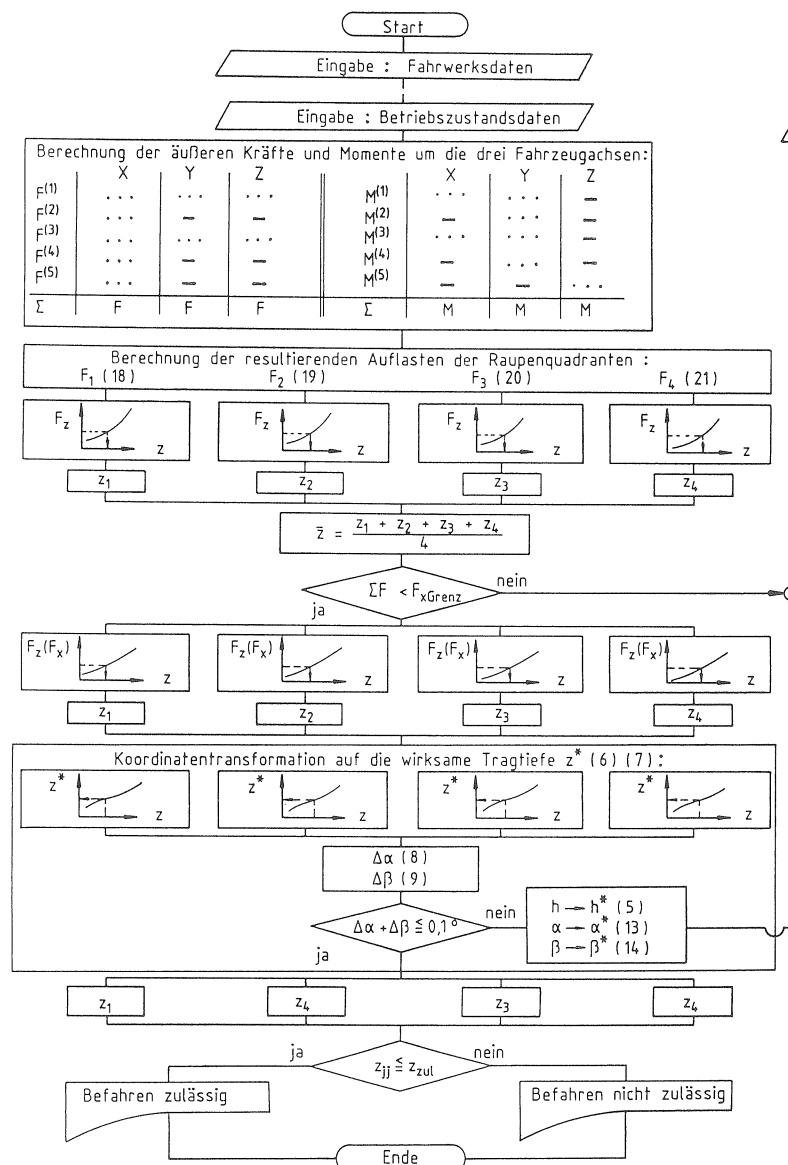 Start
Eingabe : Fahrwerksdaten
Eingabe : Betriebszustandsdaten
Berechnung der äußeren Kräfte und Momente um die drei Fahrzeugachsen:
X Y Z X Y Z
F(1) ... ... ... M(1) ... ... –
F(2) ... – – M(2) – ... –
F(3) ... ... ... M(3) ... ... –
F(4) ... – – M(4) – ... –
F(5) ... – – M(5) – – ...
Σ F F F Σ M M M
Berechnung der resultierenden Auflasten der Raupenquadranten :
F1 (18) F2 (19) F3 (20) F4 (21)
Fz Fz Fz Fz
z z z z
z1 z2 z3 z4
z̄ = (z1 + z2 + z3 + z4) / 4
ΣF < FxGrenz
nein
ja
Fz(Fx) Fz(Fx) Fz(Fx) Fz(Fx)
z z z z
z1 z2 z3 z4
Koordinatentransformation auf die wirksame Tragtiefe z* (6) (7) :
z* z* z* z*
z z z z
Δα (8)
Δβ (9)
Δα + Δβ ≦ 0,1°
nein
ja
h → h* (5)
α → α* (13)
β → β* (14)
z1 z4 z3 z4
ja nein
zjj ≦ zzul
Befahren zulässig Befahren nicht zulässig
Ende